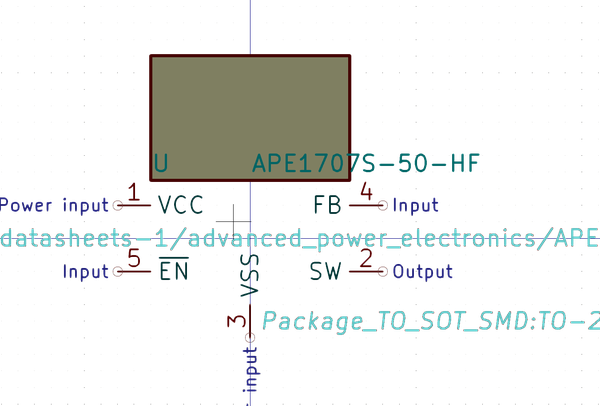 U APE1707S-50-HF
Power input 1 VCC FB 4 Input
datasheets-1/advanced_power_electronics/APE
Input 5 EN SW 2 Output
VSS
3
Package_TO_SOT_SMD:TO-2
input